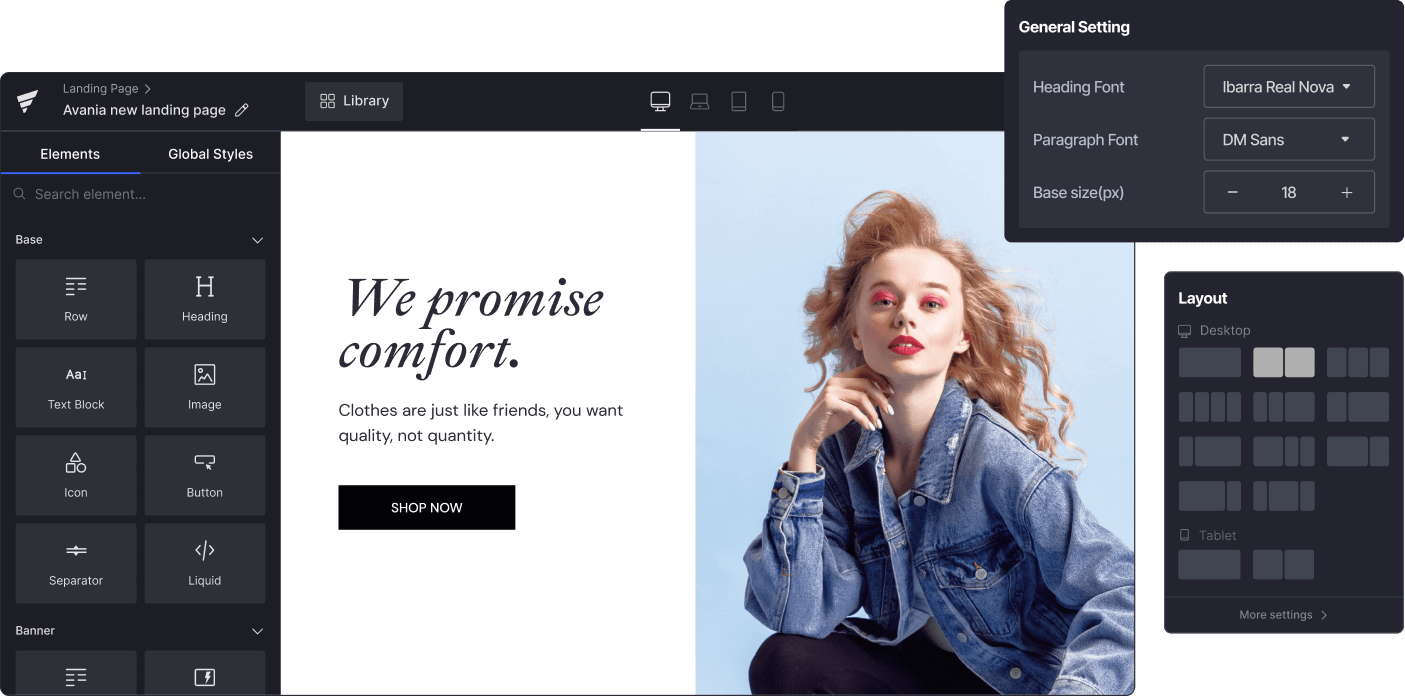 General Setting
Heading Font
Ibarra Real Nova
Paragraph Font
DM Sans
Base size(px)
18
Landing Page
Avania new landing page
Library
Elements
Global Styles
Search element...
Base
Row
Heading
Aa
Text Block
Image
Icon
Button
Separator
Liquid
Banner
We promise
comfort.
Clothes are just like friends, you want
quality, not quantity.
SHOP NOW
Layout
Desktop
Tablet
More settings